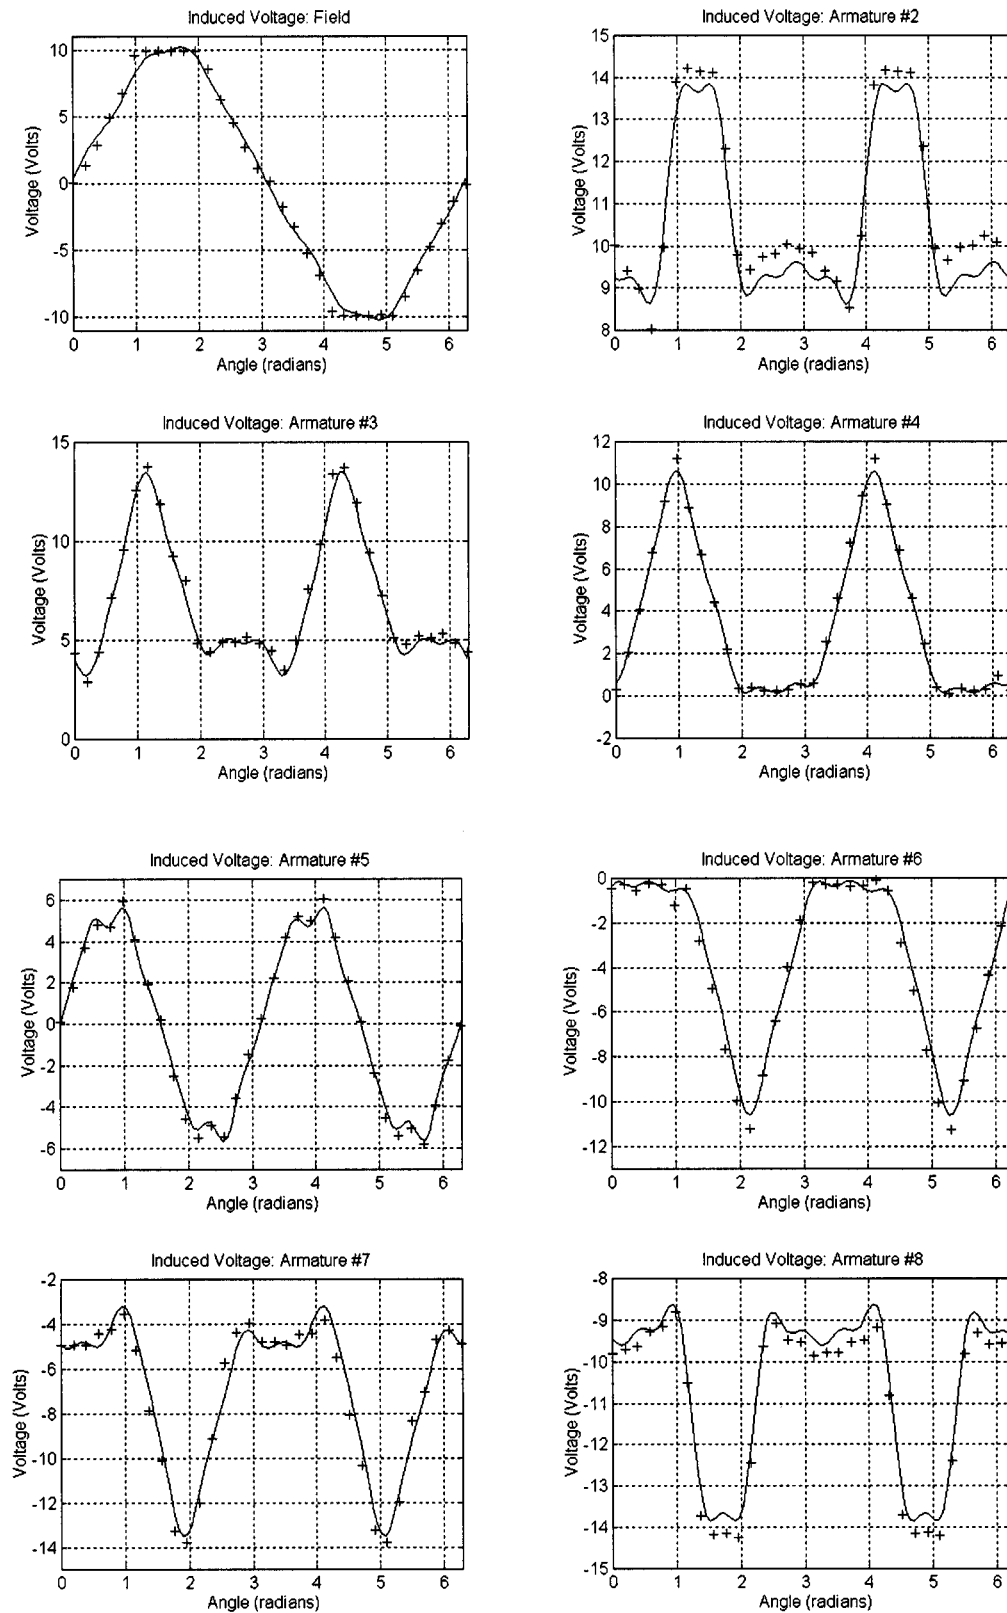 Induced Voltage: Field
Voltage (Volts)
10
5
0
-5
-10
0 1 2 3 4 5 6
Angle (radians)
Induced Voltage: Armature #2
Voltage (Volts)
15
14
13
12
11
10
9
8
0 1 2 3 4 5 6
Angle (radians)
Induced Voltage: Armature #3
Voltage (Volts)
15
10
5
0
0 1 2 3 4 5 6
Angle (radians)
Induced Voltage: Armature #4
Voltage (Volts)
12
10
8
6
4
2
0
-2
0 1 2 3 4 5 6
Angle (radians)
Induced Voltage: Armature #5
Voltage (Volts)
6
4
2
0
-2
-4
-6
0 1 2 3 4 5 6
Angle (radians)
Induced Voltage: Armature #6
Voltage (Volts)
0
-2
-4
-6
-8
-10
-12
0 1 2 3 4 5 6
Angle (radians)
Induced Voltage: Armature #7
Voltage (Volts)
-2
-4
-6
-8
-10
-12
-14
0 1 2 3 4 5 6
Angle (radians)
Induced Voltage: Armature #8
Voltage (Volts)
-8
-9
-10
-11
-12
-13
-14
-15
0 1 2 3 4 5 6
Angle (radians)